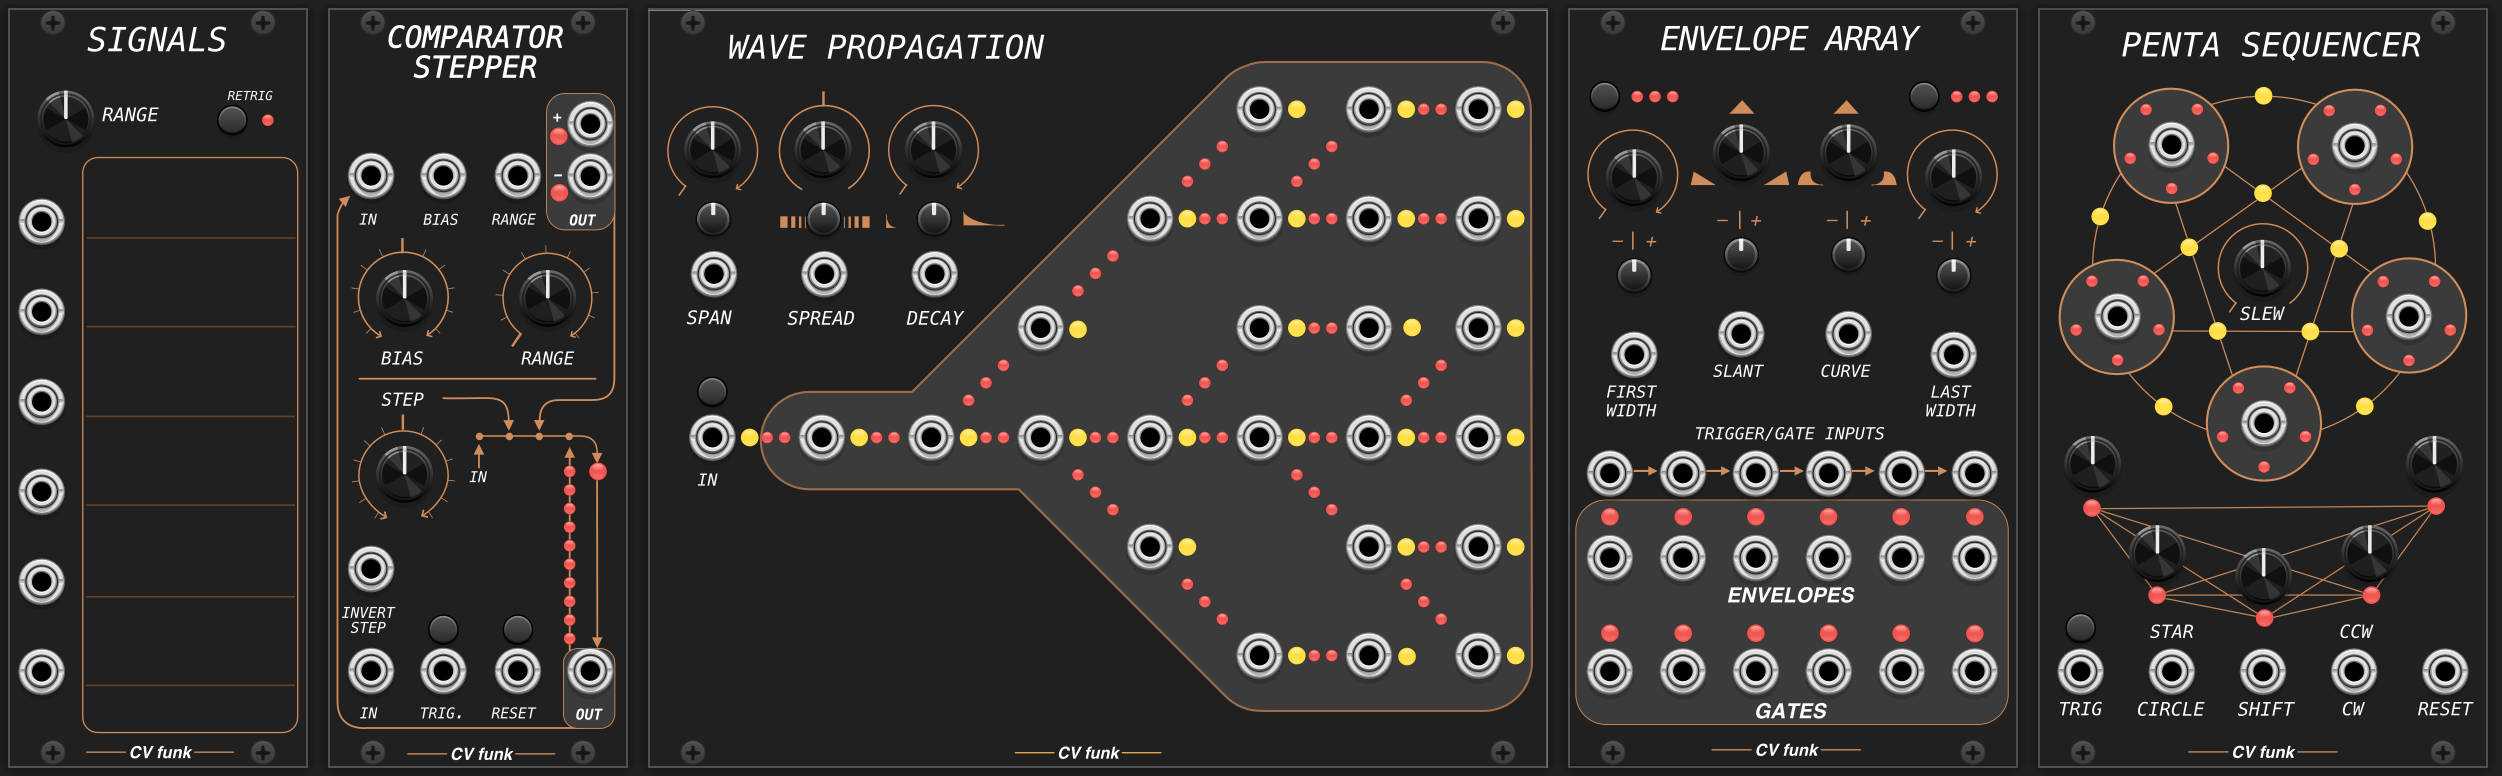 SIGNALS
RANGE
RETRIG
CV funk
COMPARATOR
STEPPER
+
−
IN BIAS RANGE OUT
BIAS RANGE
STEP
IN
INVERT
STEP
IN TRIG. RESET OUT
CV funk
WAVE PROPAGATION
SPAN SPREAD DECAY
IN
CV funk
ENVELOPE ARRAY
− | + − | +
− | + − | +
SLANT CURVE
FIRST
WIDTH
LAST
WIDTH
TRIGGER/GATE INPUTS
ENVELOPES
GATES
CV funk
PENTA SEQUENCER
SLEW
STAR CCW
TRIG CIRCLE SHIFT CW RESET
CV funk